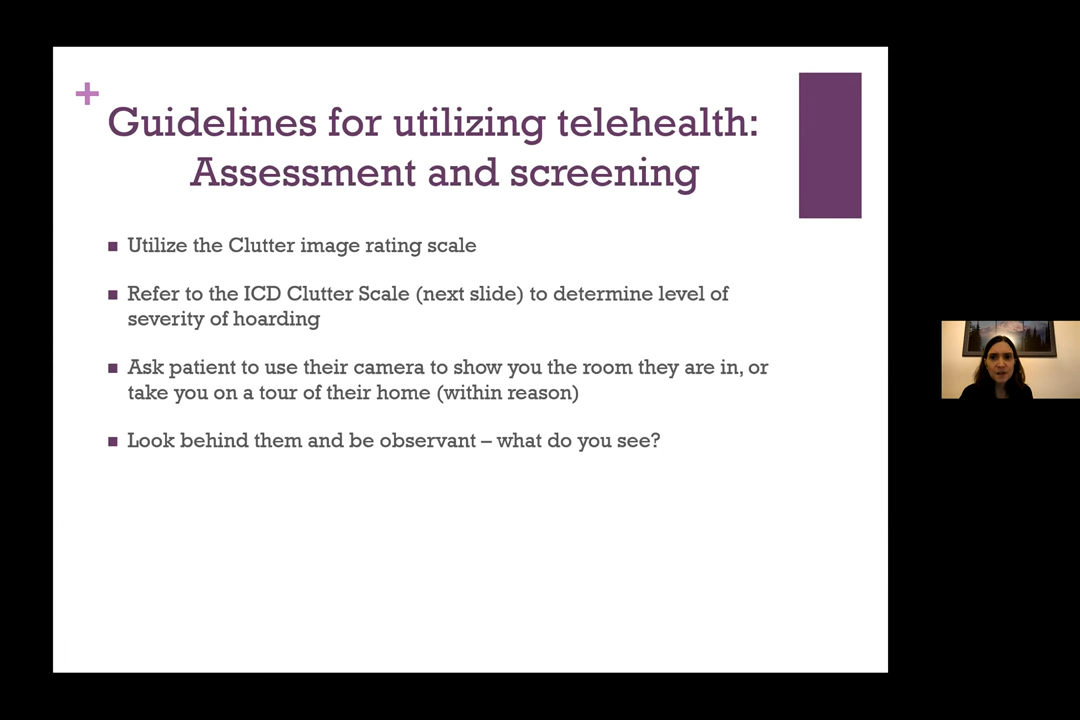 +
Guidelines for utilizing telehealth:
Assessment and screening
■ Utilize the Clutter image rating scale
■ Refer to the ICD Clutter Scale (next slide) to determine level of
severity of hoarding
■ Ask patient to use their camera to show you the room they are in, or
take you on a tour of their home (within reason)
■ Look behind them and be observant – what do you see?